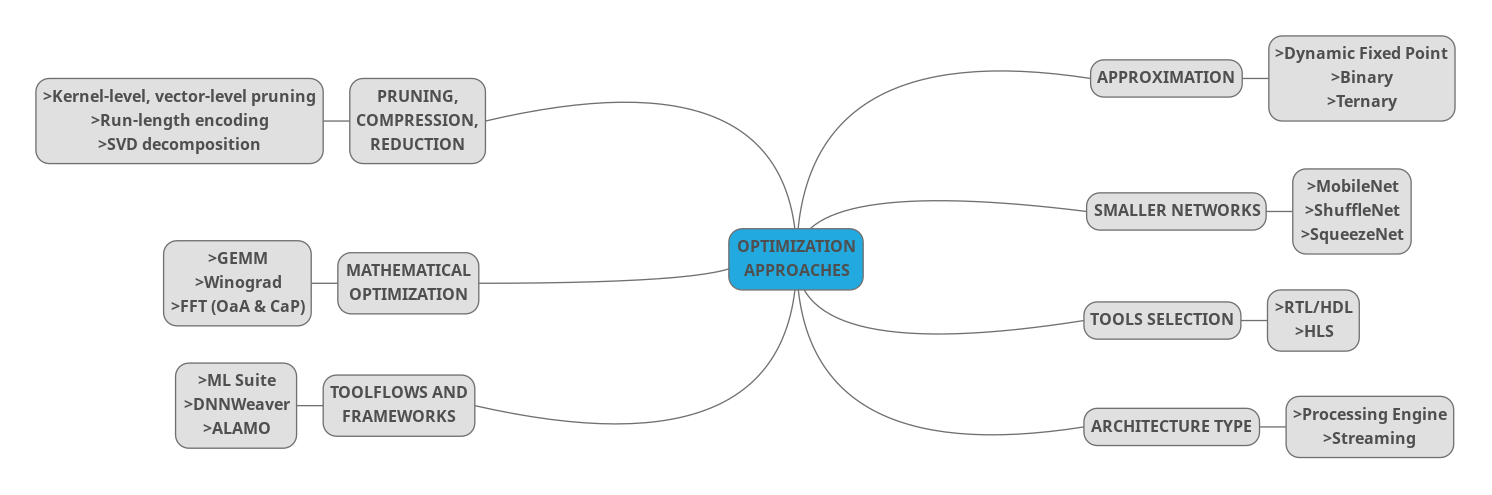 OPTIMIZATION
APPROACHES
PRUNING,
COMPRESSION,
REDUCTION
>Kernel-level, vector-level pruning
>Run-length encoding
>SVD decomposition
MATHEMATICAL
OPTIMIZATION
>GEMM
>Winograd
>FFT (OaA & CaP)
TOOLFLOWS AND
FRAMEWORKS
>ML Suite
>DNNWeaver
>ALAMO
APPROXIMATION
>Dynamic Fixed Point
>Binary
>Ternary
SMALLER NETWORKS
>MobileNet
>ShuffleNet
>SqueezeNet
TOOLS SELECTION
>RTL/HDL
>HLS
ARCHITECTURE TYPE
>Processing Engine
>Streaming